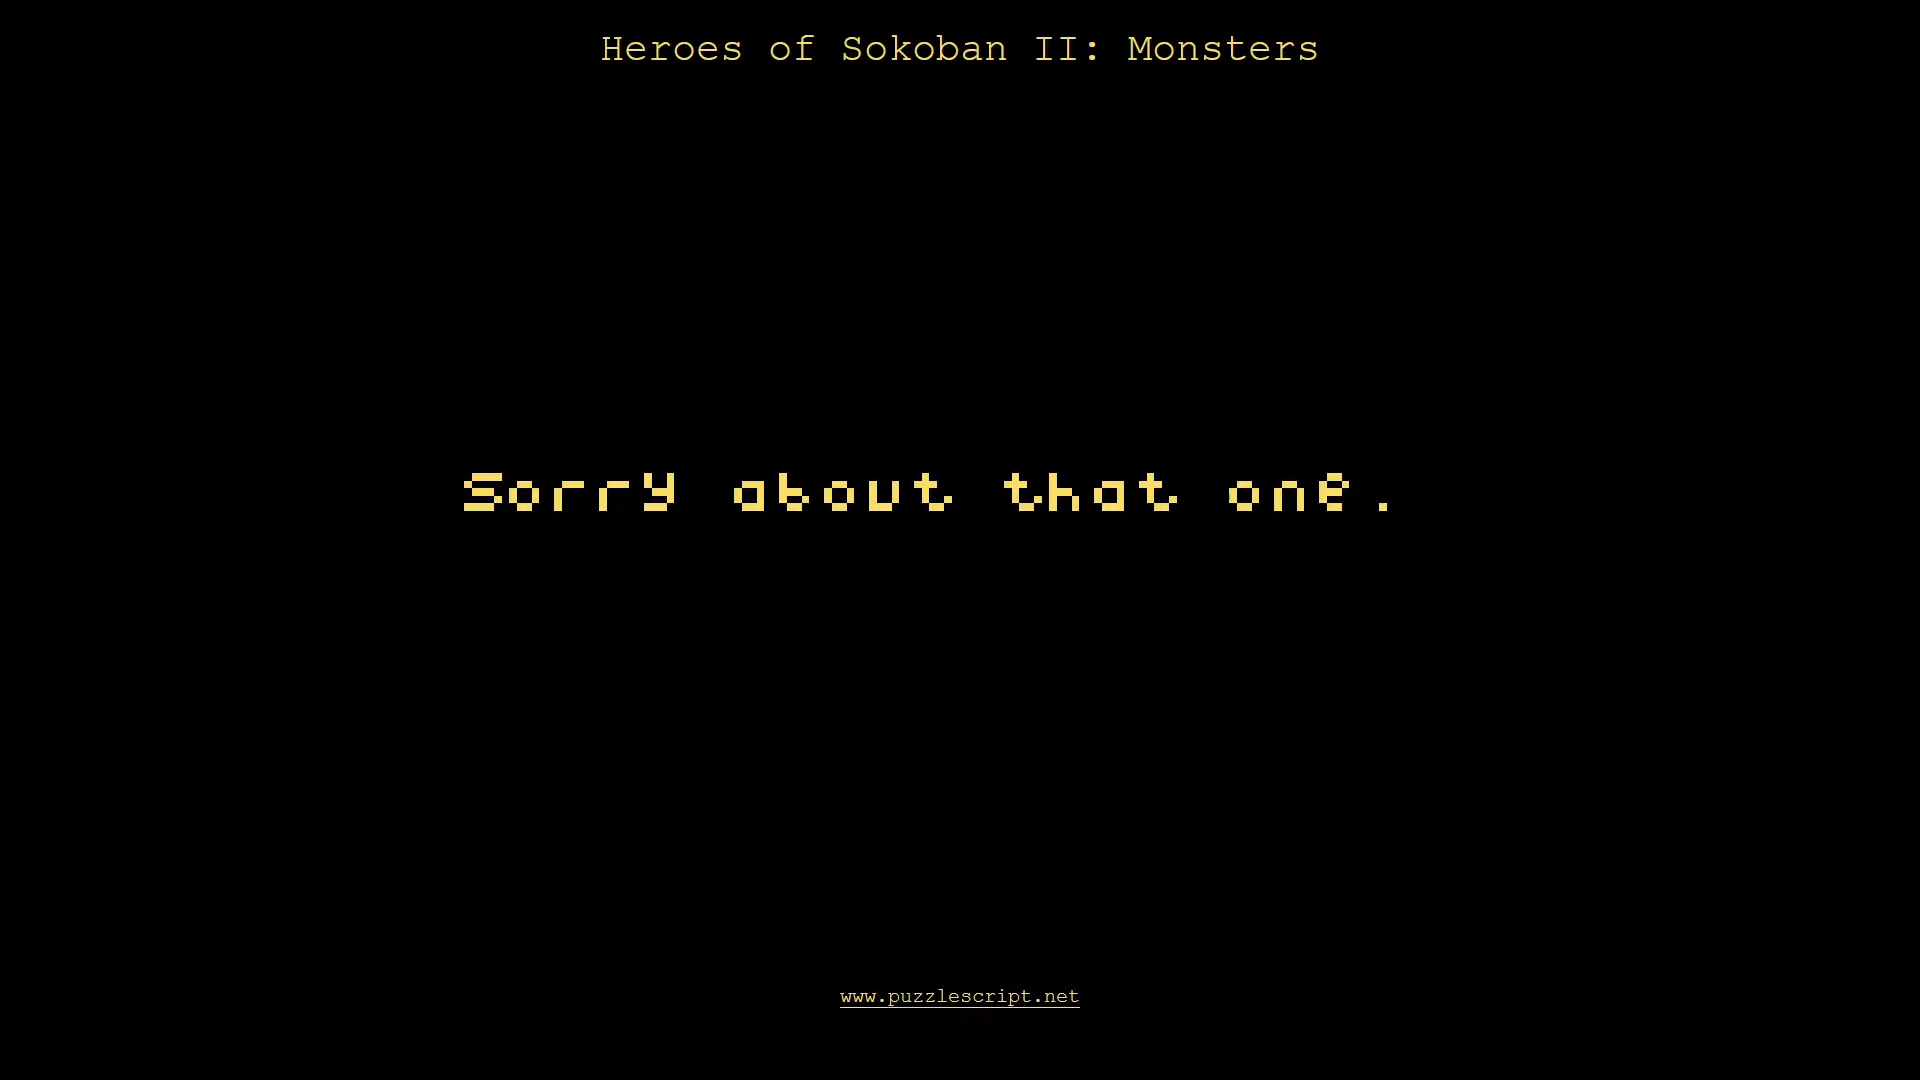 Heroes of Sokoban II: Monsters
Sorry about that one.
www.puzzlescript.net